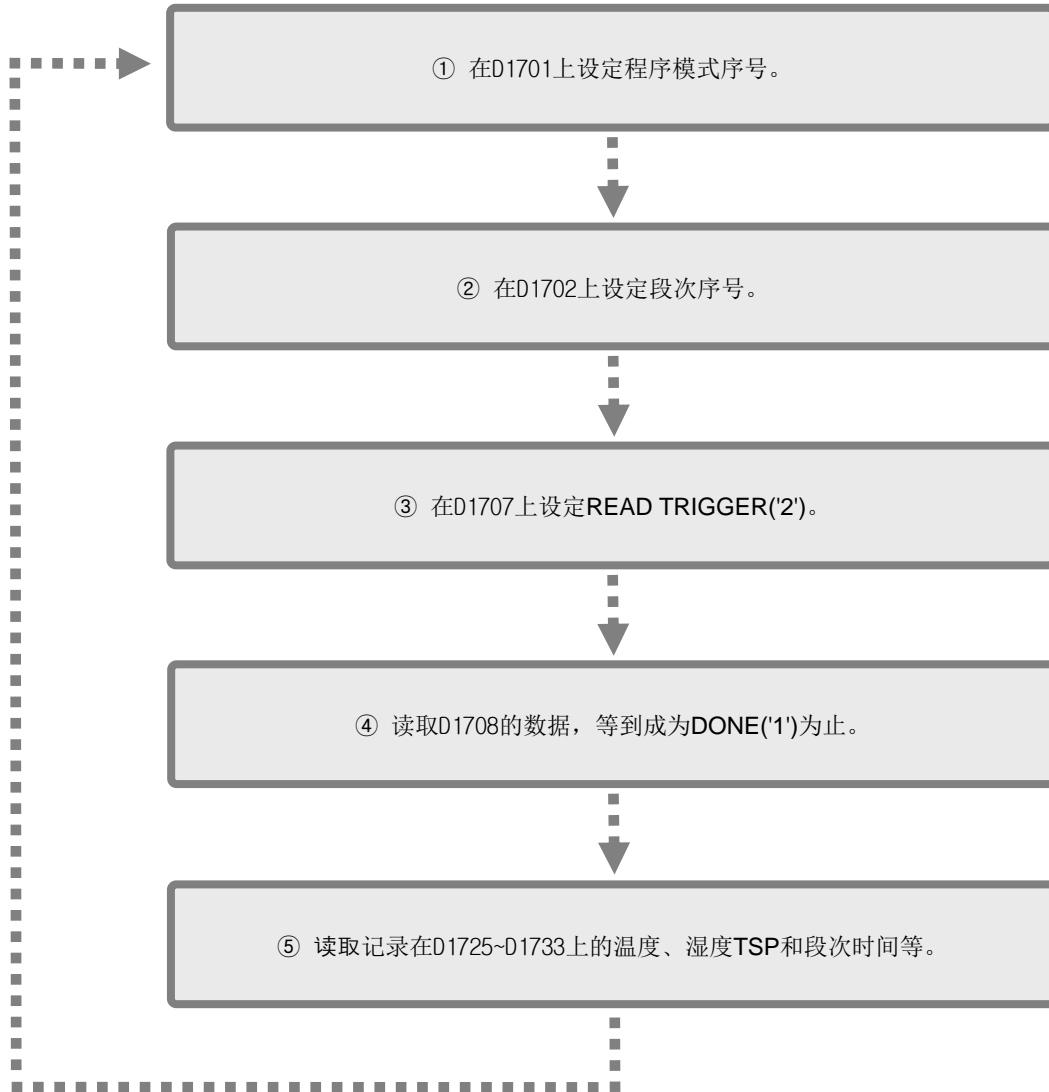 ① 在D1701上设定程序模式序号。
② 在D1702上设定段次序号。
③ 在D1707上设定READ TRIGGER('2')。
④ 读取D1708的数据，等到成为DONE('1')为止。
⑤ 读取记录在D1725~D1733上的温度、湿度TSP和段次时间等。